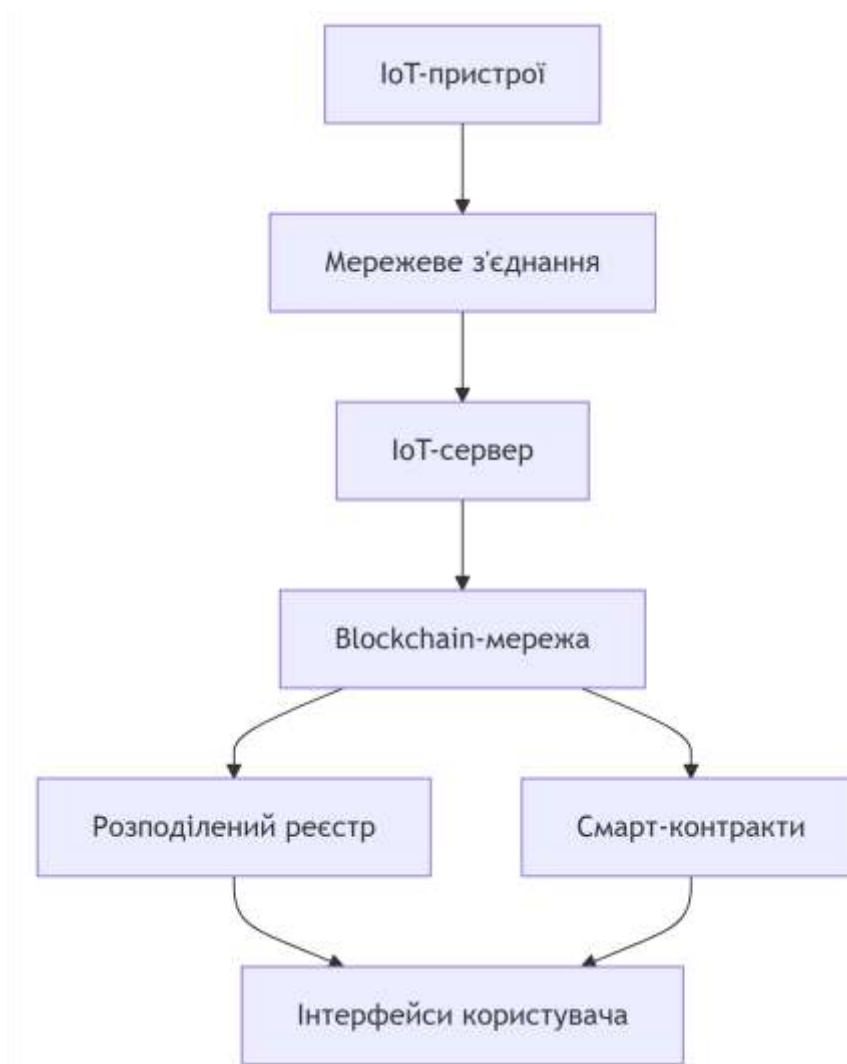 IoT-пристрої
Мережеве з'єднання
IoT-сервер
Blockchain-мережа
Розподілений реєстр
Смарт-контракти
Інтерфейси користувача